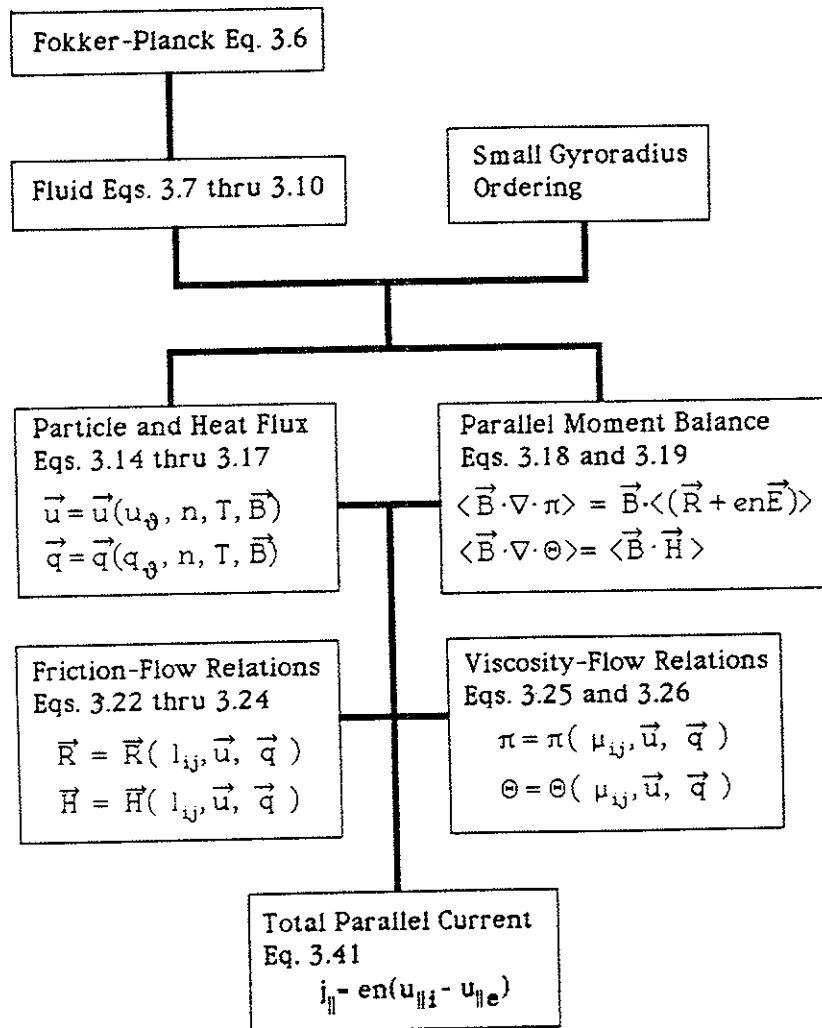 Fokker-Planck Eq. 3.6
Fluid Eqs. 3.7 thru 3.10
Small Gyroradius
Ordering
Particle and Heat Flux
Eqs. 3.14 thru 3.17
u⃗ = u⃗(u_ϑ, n, T, B⃗)
q⃗ = q⃗(q_ϑ, n, T, B⃗)
Parallel Moment Balance
Eqs. 3.18 and 3.19
<B⃗·∇·π> = B⃗·<(R⃗ + enE⃗)>
<B⃗·∇·Θ> = <B⃗·H⃗>
Friction-Flow Relations
Eqs. 3.22 thru 3.24
R⃗ = R⃗( l_ij, u⃗, q⃗ )
H⃗ = H⃗( l_ij, u⃗, q⃗ )
Viscosity-Flow Relations
Eqs. 3.25 and 3.26
π = π( μ_ij, u⃗, q⃗ )
Θ = Θ( μ_ij, u⃗, q⃗ )
Total Parallel Current
Eq. 3.41
j_∥ - en(u_∥i - u_∥e)